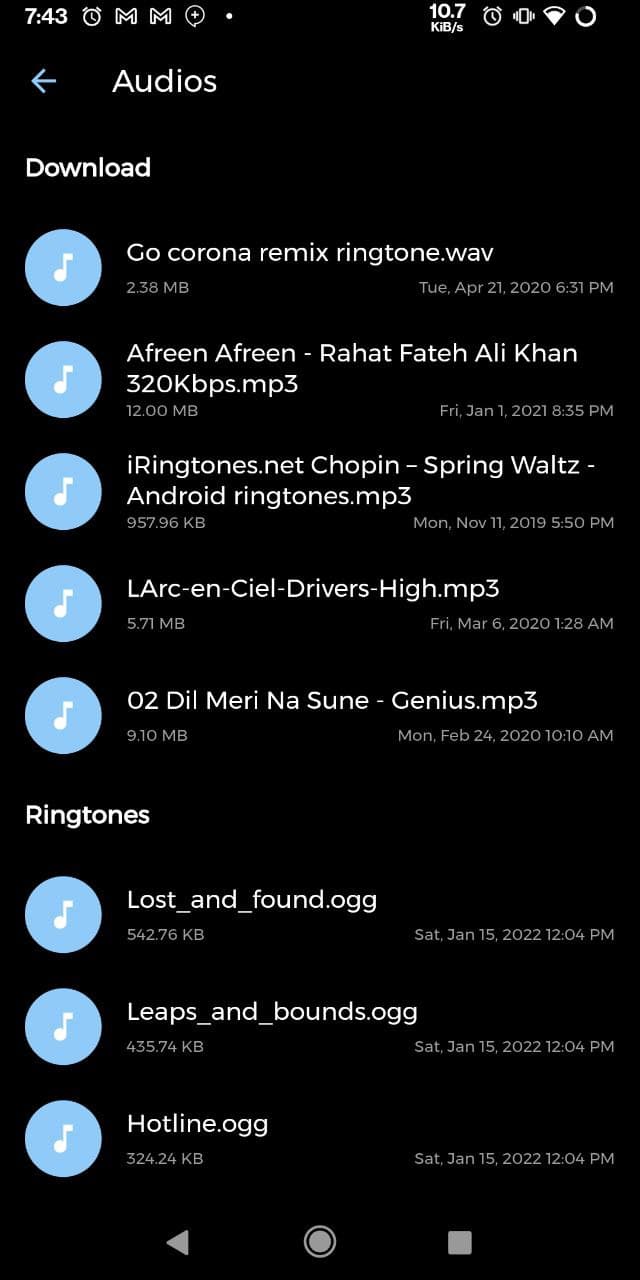 7:43
10.7
KiB/s
Audios
Download
Go corona remix ringtone.wav
2.38 MB
Tue, Apr 21, 2020 6:31 PM
Afreen Afreen - Rahat Fateh Ali Khan
320Kbps.mp3
12.00 MB
Fri, Jan 1, 2021 8:35 PM
iRingtones.net Chopin – Spring Waltz -
Android ringtones.mp3
957.96 KB
Mon, Nov 11, 2019 5:50 PM
LArc-en-Ciel-Drivers-High.mp3
5.71 MB
Fri, Mar 6, 2020 1:28 AM
02 Dil Meri Na Sune - Genius.mp3
9.10 MB
Mon, Feb 24, 2020 10:10 AM
Ringtones
Lost_and_found.ogg
542.76 KB
Sat, Jan 15, 2022 12:04 PM
Leaps_and_bounds.ogg
435.74 KB
Sat, Jan 15, 2022 12:04 PM
Hotline.ogg
324.24 KB
Sat, Jan 15, 2022 12:04 PM